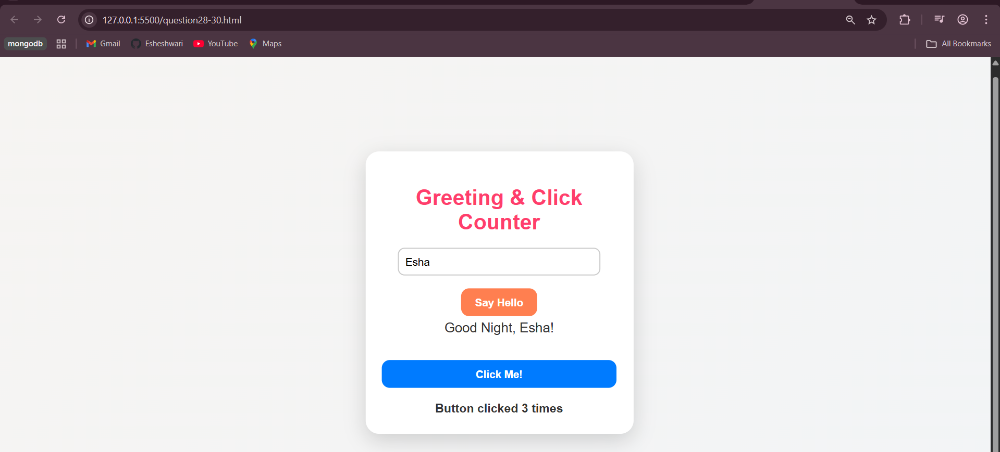 127.0.0.1:5500/question28-30.html
mongodb Gmail Esheshwari YouTube Maps All Bookmarks
Greeting & Click
Counter
Esha
Say Hello
Good Night, Esha!
Click Me!
Button clicked 3 times